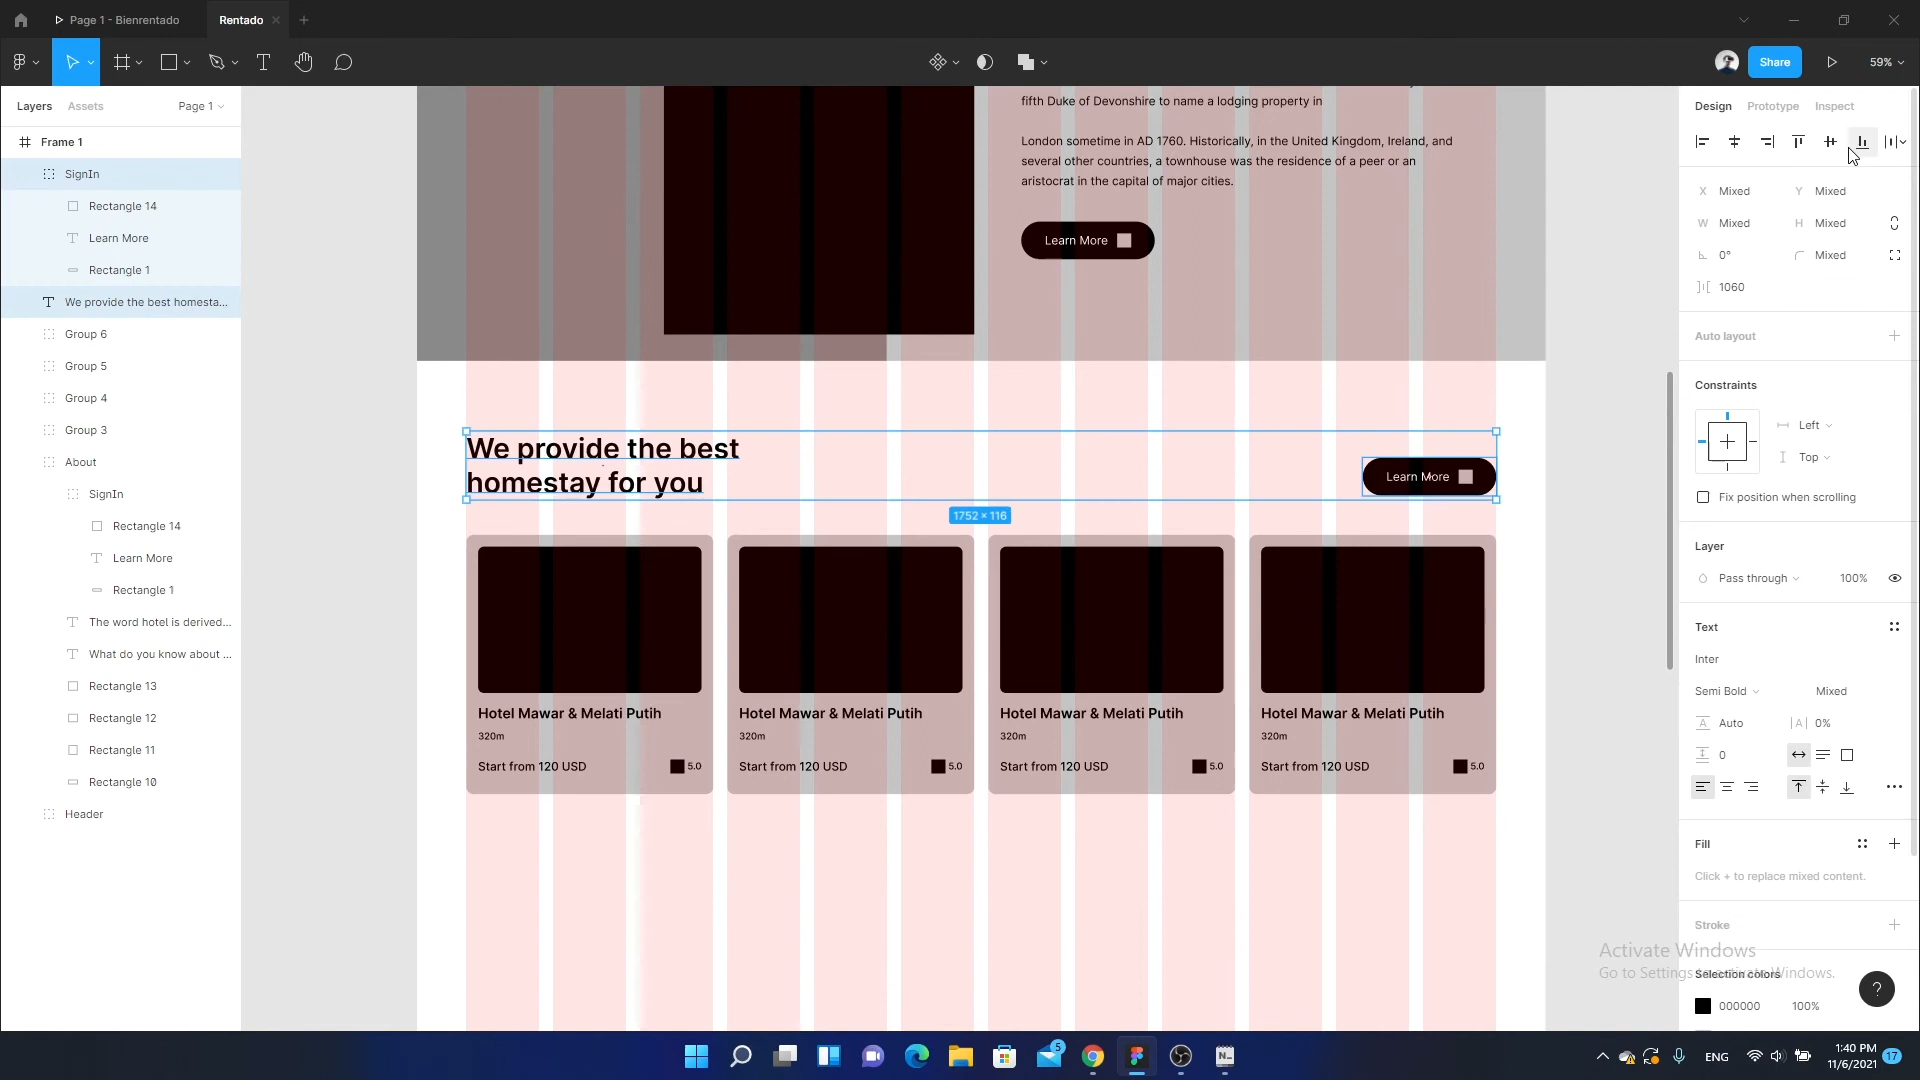 Page 1 - Bienrentado
Rentado
Share
59%
Layers
Assets
Page 1
Design
Prototype
Inspect
Frame 1
SignIn
Rectangle 14
Learn More
Rectangle 1
We provide the best homesta...
Group 6
Group 5
Group 4
Group 3
About
SignIn
Rectangle 14
Learn More
Rectangle 1
The word hotel is derived...
What do you know about ...
Rectangle 13
Rectangle 12
Rectangle 11
Rectangle 10
Header
fifth Duke of Devonshire to name a lodging property in
London sometime in AD 1760. Historically, in the United Kingdom, Ireland, and
several other countries, a townhouse was the residence of a peer or an
aristocrat in the capital of major cities.
Learn More
We provide the best
homestay for you
Learn More
1752 × 116
Hotel Mawar & Melati Putih
320m
Start from 120 USD
5.0
Hotel Mawar & Melati Putih
320m
Start from 120 USD
5.0
Hotel Mawar & Melati Putih
320m
Start from 120 USD
5.0
Hotel Mawar & Melati Putih
320m
Start from 120 USD
5.0
X Mixed
Y Mixed
W Mixed
H Mixed
0°
Mixed
1060
Auto layout
Constraints
Left
Top
Fix position when scrolling
Layer
Pass through
100%
Text
Inter
Semi Bold
Mixed
Auto
0%
0
Fill
Click + to replace mixed content.
Stroke
Activate Windows
Go to Settings to activate Windows.
Selection colors
000000
100%
?
5
ENG
1:40 PM
11/6/2021
17